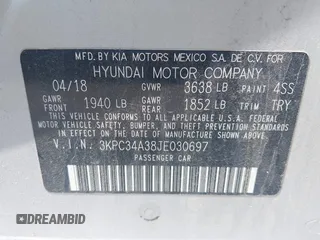 MFD. BY KIA MOTORS MEXICO S.A. DE C.V. FOR
HYUNDAI MOTOR COMPANY
04/18 GVWR 3638 LB PAINT 4SS
GAWR FRONT 1940 LB GAWR REAR 1852 LB TRIM TRY
THIS VEHICLE CONFORMS TO ALL APPLICABLE
FEDERAL MOTOR VEHICLE SAFETY, BUMPER,
AND THEFT PREVENTION STANDARDS IN EFFECT
ON THE DATE OF MANUFACTURE SHOWN ABOVE.
V.I.N. 3KPC34A38JE030697
PASSENGER CAR
DREAMBID
DREAMBID.COM